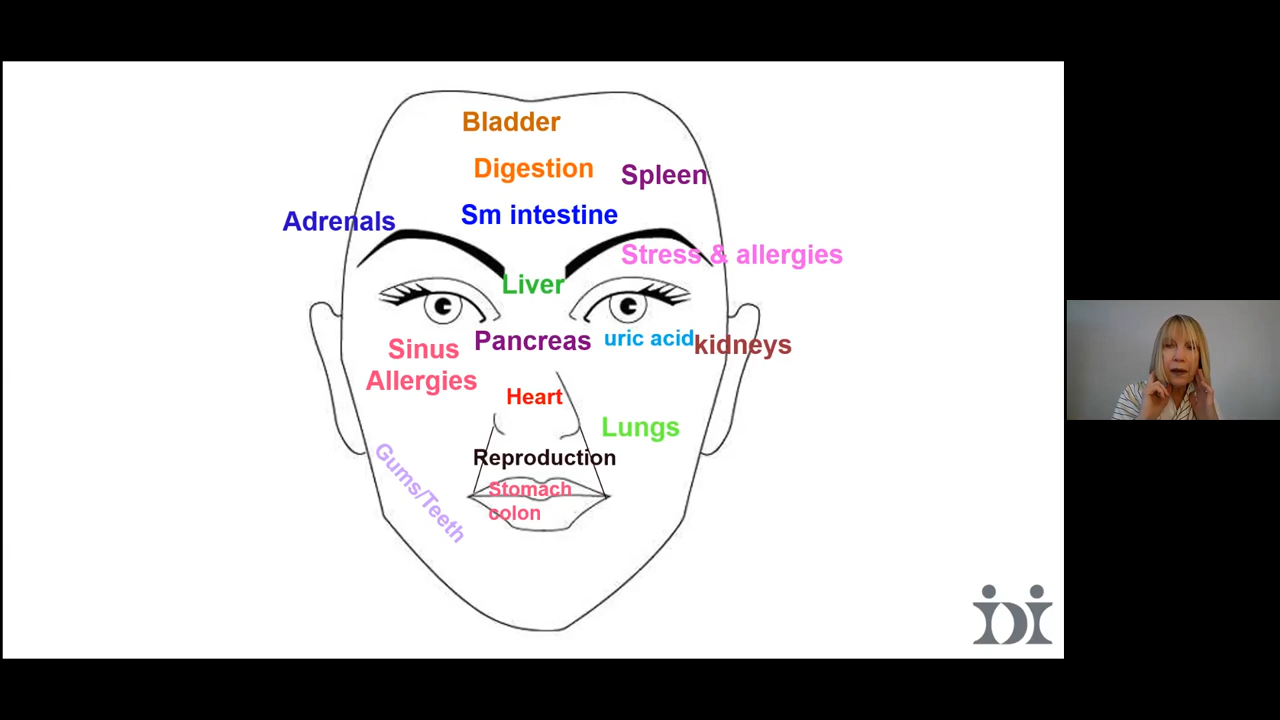 Bladder
Digestion
Spleen
Sm intestine
Adrenals
Stress & allergies
Liver
Pancreas
uric acid
kidneys
Sinus
Allergies
Heart
Lungs
Reproduction
Gums/Teeth
Stomach
colon